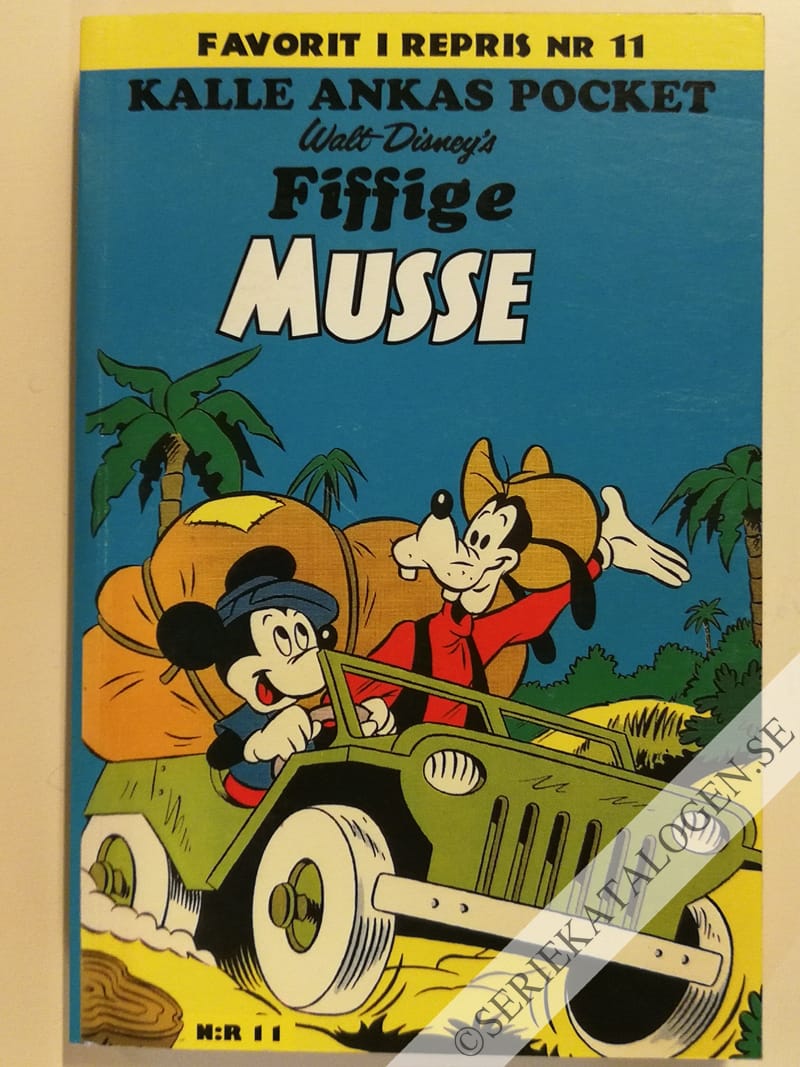 FAVORIT I REPRIS NR 11
KALLE ANKAS POCKET
Walt Disney's
Fiffige
MUSSE
N:R 11
©SERIEKATALOGEN.SE